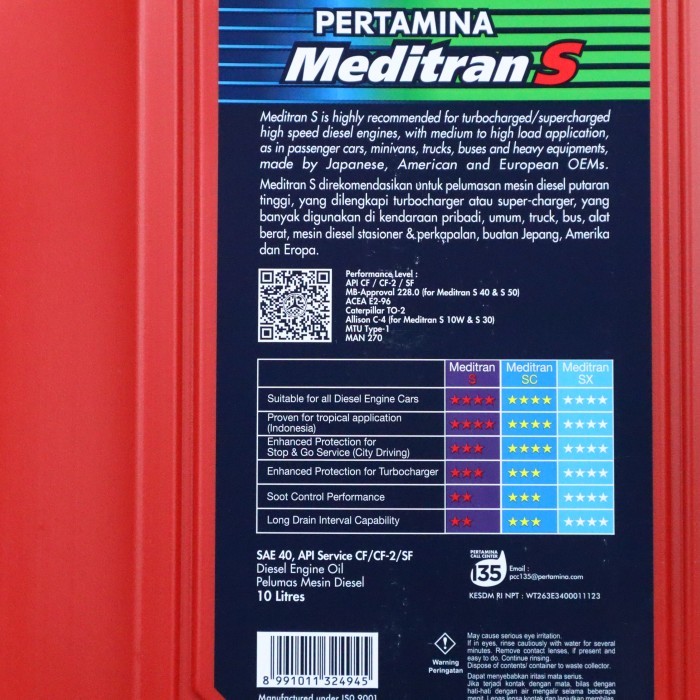 PERTAMINA
Meditran S
Meditran S is highly recommended for turbocharged/supercharged
high speed diesel engines, with medium to high load application,
as in passenger cars, minivans, trucks, buses and heavy equipments,
made by Japanese, American and European OEMs.
Meditran S direkomendasikan untuk pelumasan mesin diesel putaran
tinggi, yang dilengkapi turbocharger atau super-charger, yang
banyak digunakan di kendaraan pribadi, umum, truck, bus, alat
berat, mesin diesel stasioner & perkapalan, buatan Jepang, Amerika
dan Eropa.
Performance Level :
API CF / CF-2 / SF
MB-Approval 228.0 (for Meditran S 40 & S 50)
ACEA E2-96
Caterpillar TO-2
Allison C-4 (for Meditran S 10W & S 30)
MTU Type-1
MAN 270
Meditran S Meditran SC Meditran SX
Suitable for all Diesel Engine Cars ★★★★ ★★★★ ★★★★
Proven for tropical application
(Indonesia) ★★★★ ★★★★ ★★★★
Enhanced Protection for
Stop & Go Service (City Driving) ★★★ ★★★★ ★★★★
Enhanced Protection for Turbocharger ★★★ ★★★ ★★★★
Soot Control Performance ★★ ★★★ ★★★★
Long Drain Interval Capability ★★ ★★★ ★★★★
SAE 40, API Service CF/CF-2/SF
Diesel Engine Oil
Pelumas Mesin Diesel
10 Litres
PERTAMINA
CALL CENTER
135
Email :
pcc135@pertamina.com
KESDM RI NPT : WT263E3400011123
8 991011 324945
Manufactured under ISO 9001
Warning
Peringatan
May cause serious eye irritation.
If in eyes, rinse cautiously with water for several
minutes. Remove contact lenses, if present and
easy to do. Continue rinsing.
Dispose of contents/ container to waste collector.
Dapat menyebabkan iritasi mata serius.
Jika terjadi kontak dengan mata, bilas dengan
hati-hati dengan air mengalir selama beberapa
menit. Lepas lensa kontak dan lanjutkan membilas